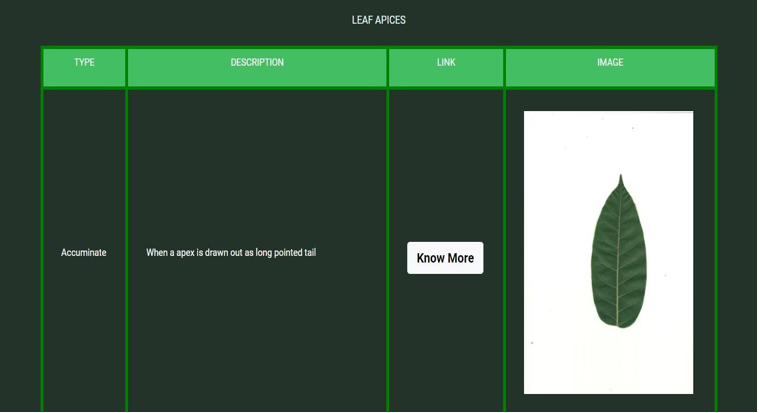 LEAF APICES
TYPE DESCRIPTION LINK IMAGE
Accuminate When a apex is drawn out as long pointed tail Know More